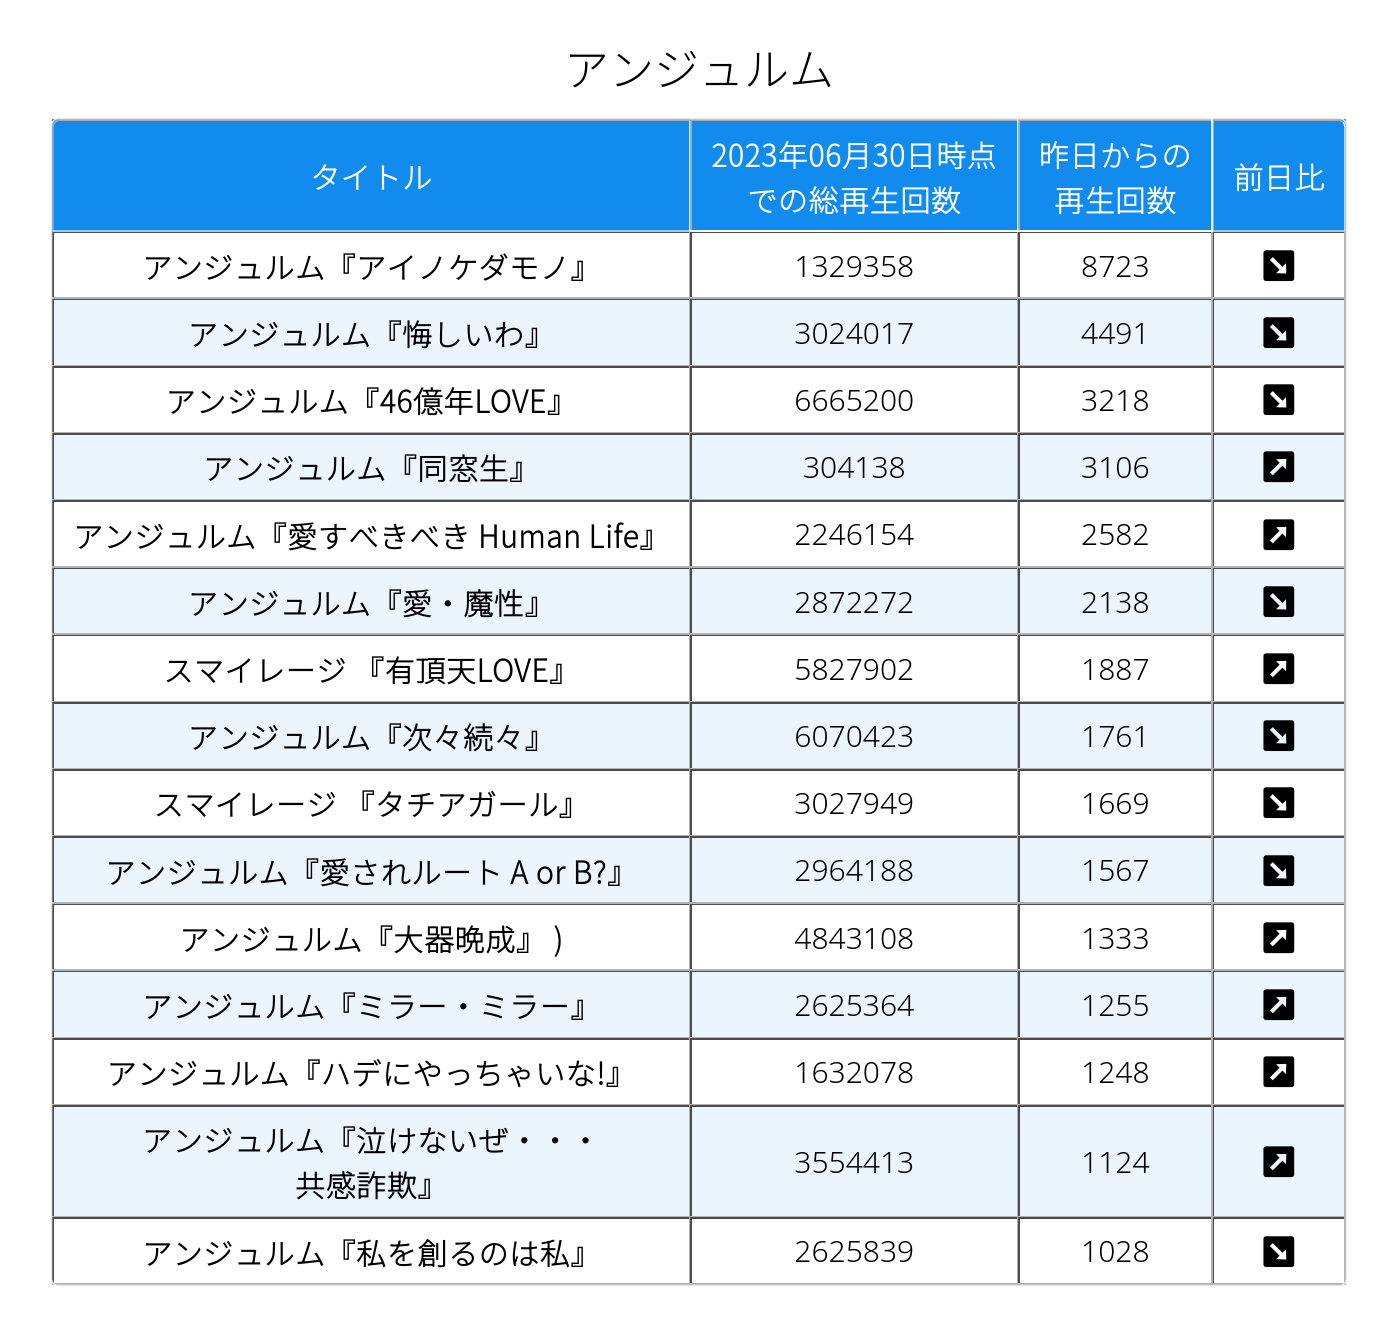 アンジュルム
タイトル
2023年06月30日時点
での総再生回数
昨日からの
再生回数
前日比
アンジュルム『アイノケダモノ』 1329358 8723
アンジュルム『悔しいわ』 3024017 4491
アンジュルム『46億年LOVE』 6665200 3218
アンジュルム『同窓生』 304138 3106
アンジュルム『愛すべきべき Human Life』 2246154 2582
アンジュルム『愛・魔性』 2872272 2138
スマイレージ 『有頂天LOVE』 5827902 1887
アンジュルム『次々続々』 6070423 1761
スマイレージ 『タチアガール』 3027949 1669
アンジュルム『愛されルート A or B?』 2964188 1567
アンジュルム『大器晩成』 ) 4843108 1333
アンジュルム『ミラー・ミラー』 2625364 1255
アンジュルム『ハデにやっちゃいな!』 1632078 1248
アンジュルム『泣けないぜ・・・
共感詐欺』 3554413 1124
アンジュルム『私を創るのは私』 2625839 1028